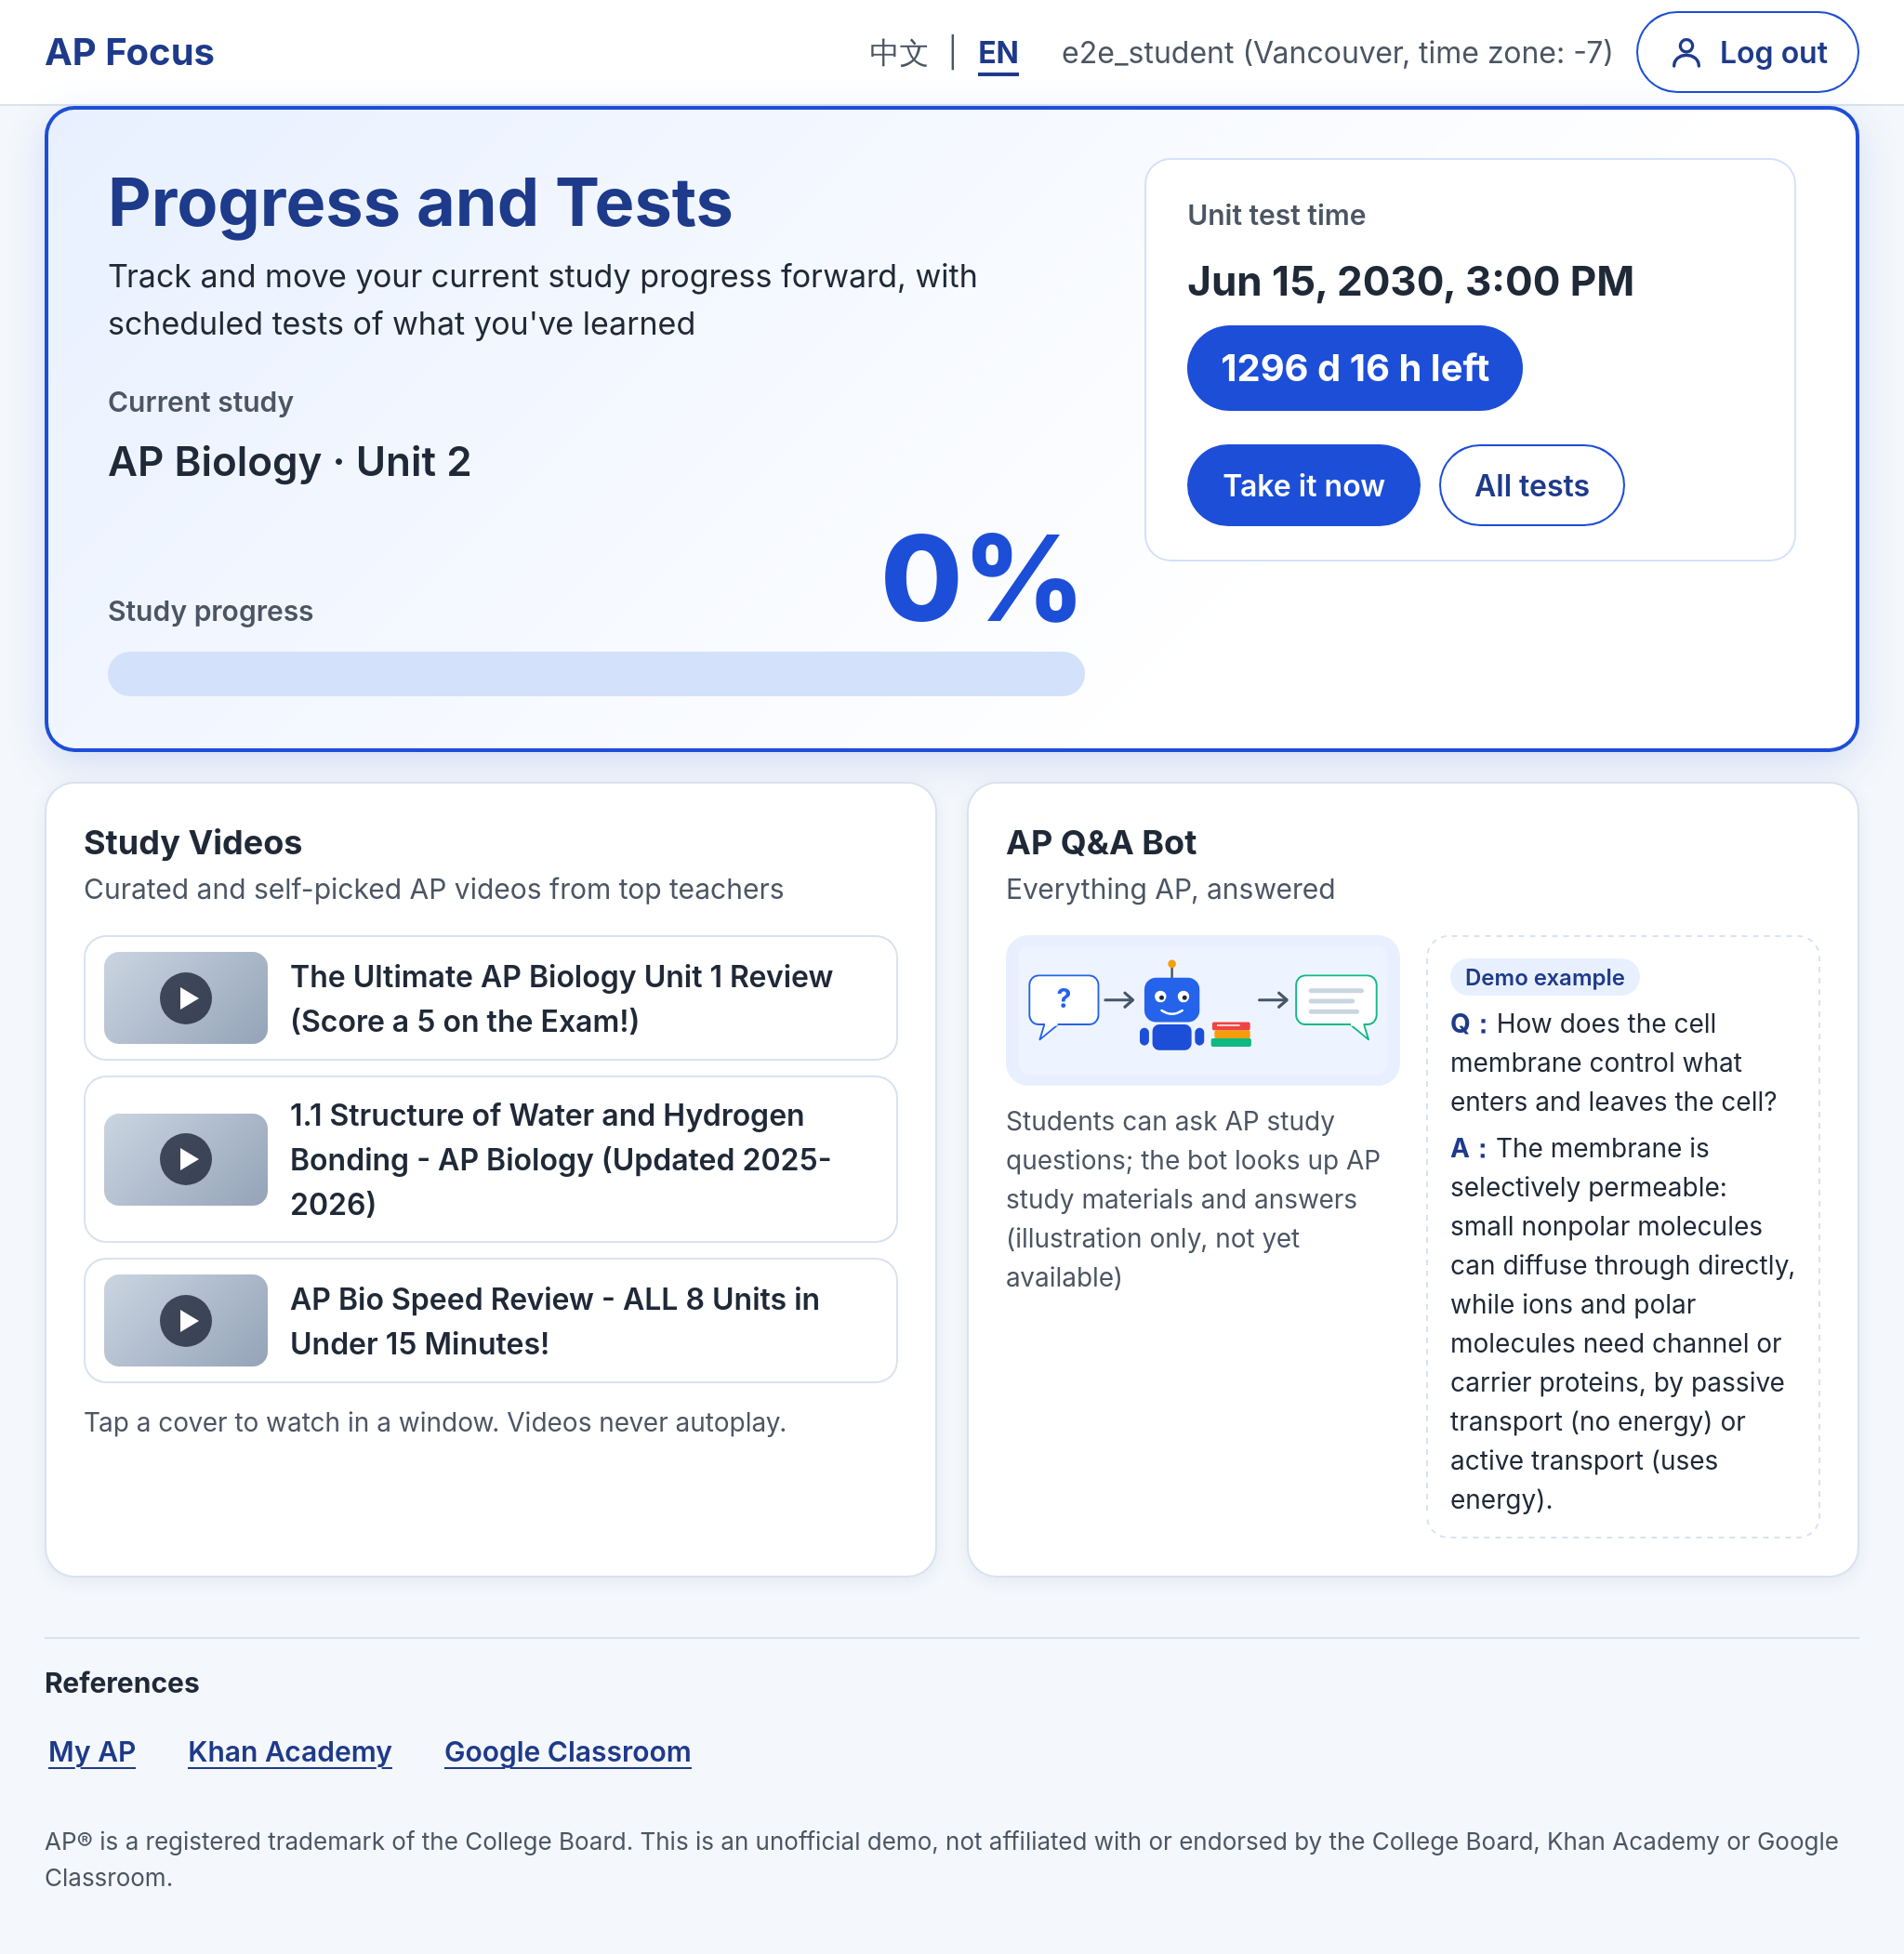 AP Focus
中文 | EN
e2e_student (Vancouver, time zone: -7)
Log out
Progress and Tests
Track and move your current study progress forward, with
scheduled tests of what you've learned
Current study
AP Biology · Unit 2
Study progress
0%
Unit test time
Jun 15, 2030, 3:00 PM
1296 d 16 h left
Take it now
All tests
Study Videos
Curated and self-picked AP videos from top teachers
The Ultimate AP Biology Unit 1 Review
(Score a 5 on the Exam!)
1.1 Structure of Water and Hydrogen
Bonding - AP Biology (Updated 2025-
2026)
AP Bio Speed Review - ALL 8 Units in
Under 15 Minutes!
Tap a cover to watch in a window. Videos never autoplay.
AP Q&A Bot
Everything AP, answered
?
Students can ask AP study
questions; the bot looks up AP
study materials and answers
(illustration only, not yet
available)
Demo example
Q：How does the cell
membrane control what
enters and leaves the cell?
A：The membrane is
selectively permeable:
small nonpolar molecules
can diffuse through directly,
while ions and polar
molecules need channel or
carrier proteins, by passive
transport (no energy) or
active transport (uses
energy).
References
My AP
Khan Academy
Google Classroom
AP® is a registered trademark of the College Board. This is an unofficial demo, not affiliated with or endorsed by the College Board, Khan Academy or Google
Classroom.